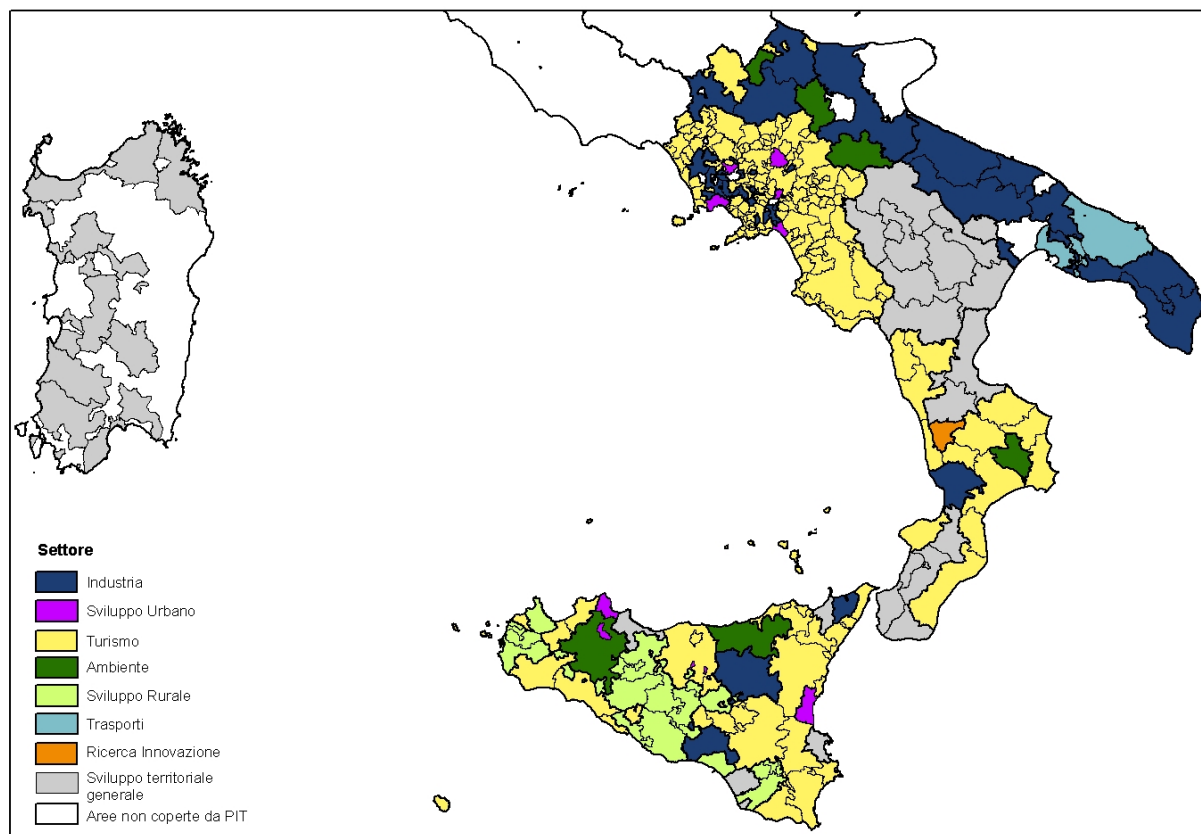 Settore
Industria
Sviluppo Urbano
Turismo
Ambiente
Sviluppo Rurale
Trasporti
Ricerca Innovazione
Sviluppo territoriale
generale
Aree non coperte da PIT